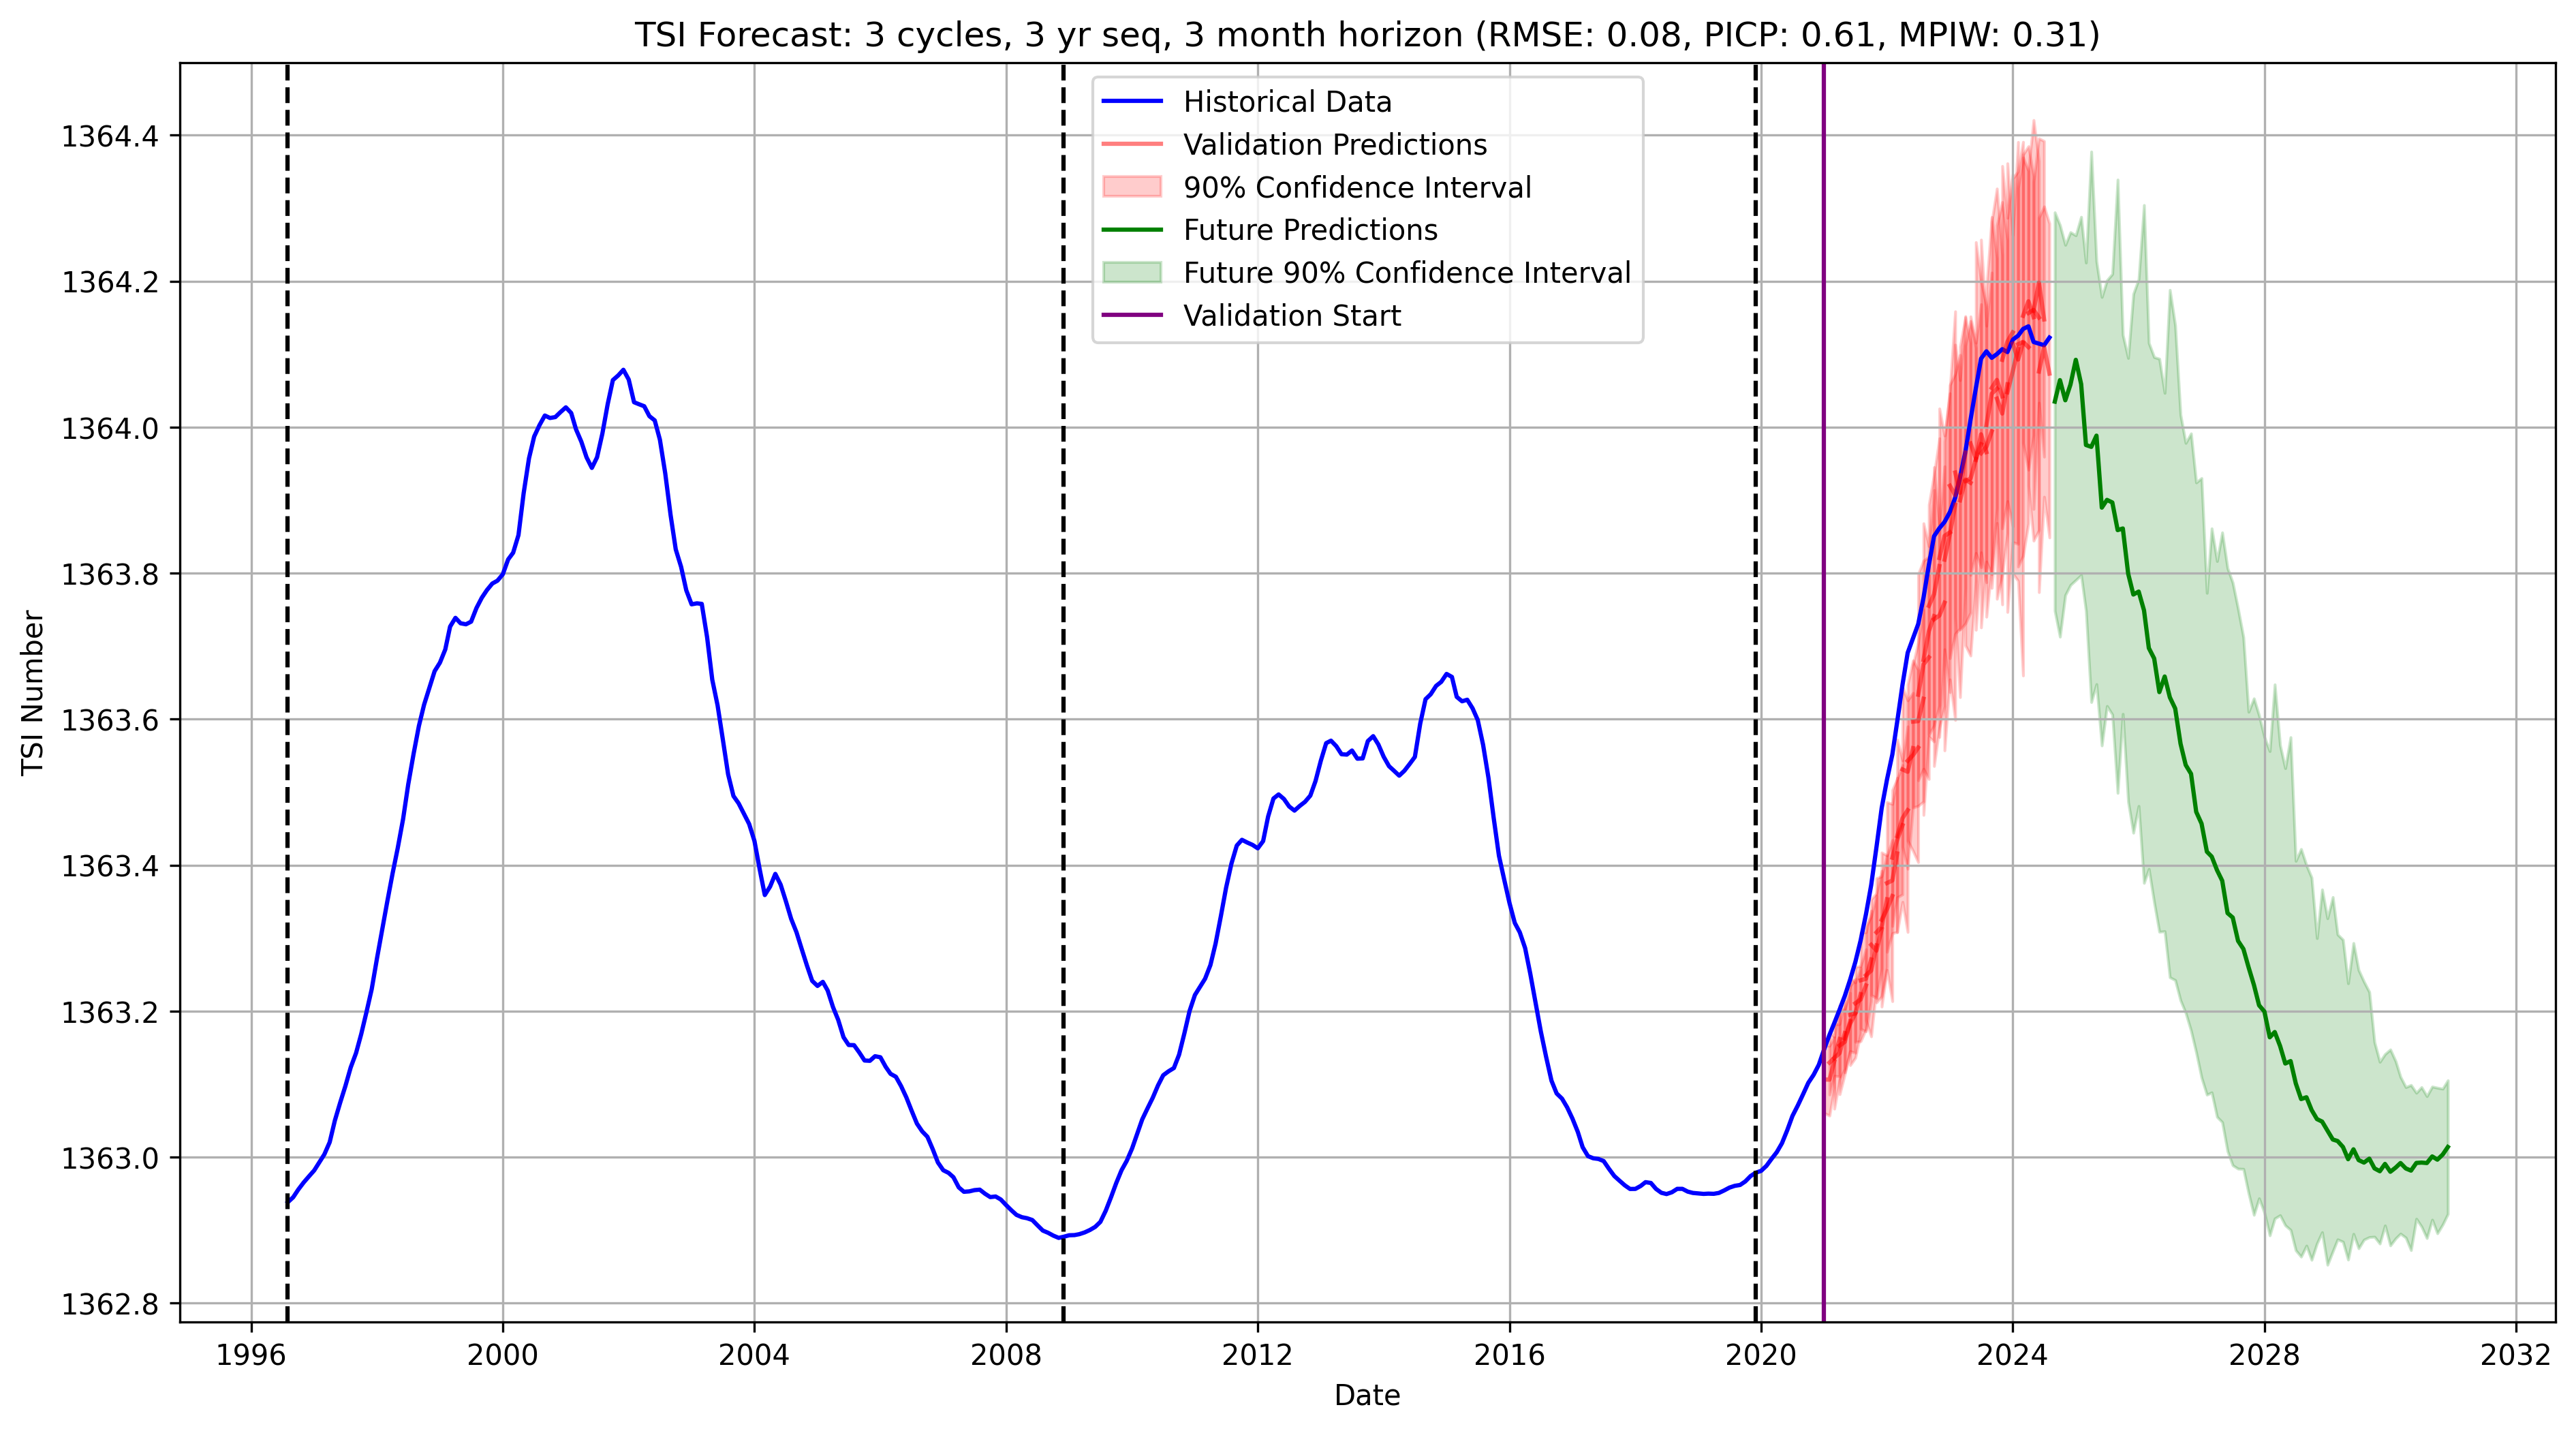 TSI Forecast: 3 cycles, 3 yr seq, 3 month horizon (RMSE: 0.08, PICP: 0.61, MPIW: 0.31)
Historical Data
Validation Predictions
90% Confidence Interval
Future Predictions
Future 90% Confidence Interval
Validation Start
TSI Number
1364.4
1364.2
1364.0
1363.8
1363.6
1363.4
1363.2
1363.0
1362.8
1996 2000 2004 2008 2012 2016 2020 2024 2028 2032
Date